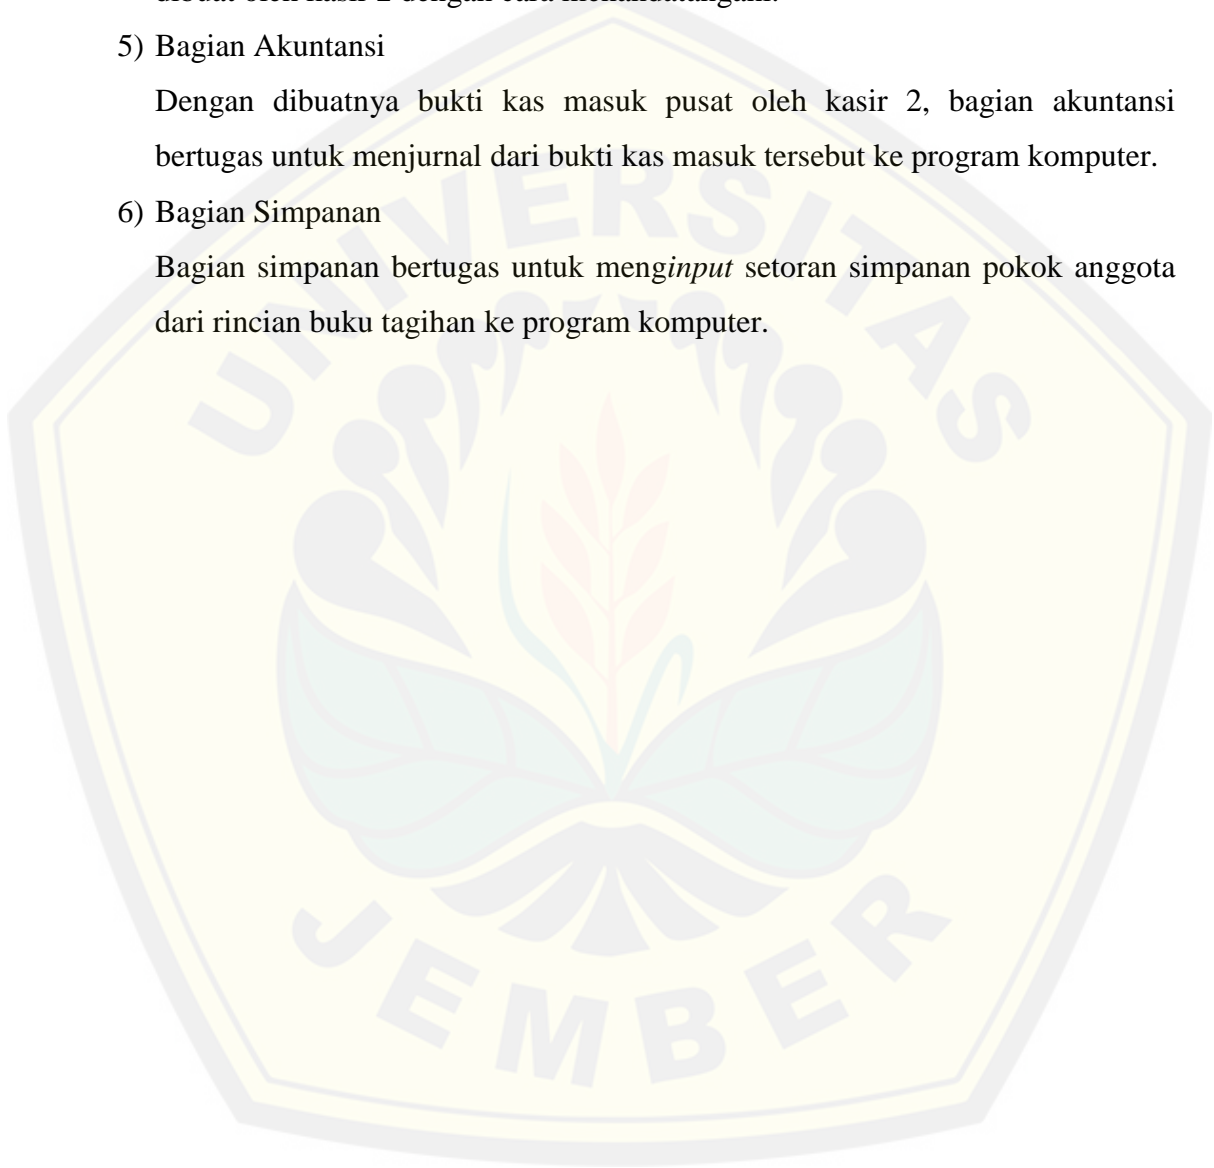 5) Bagian Akuntansi
Dengan dibuatnya bukti kas masuk pusat oleh kasir 2, bagian akuntansi
bertugas untuk menjurnal dari bukti kas masuk tersebut ke program komputer.
6) Bagian Simpanan
Bagian simpanan bertugas untuk menginput setoran simpanan pokok anggota
dari rincian buku tagihan ke program komputer.
UNIVERSITAS
JEMBER